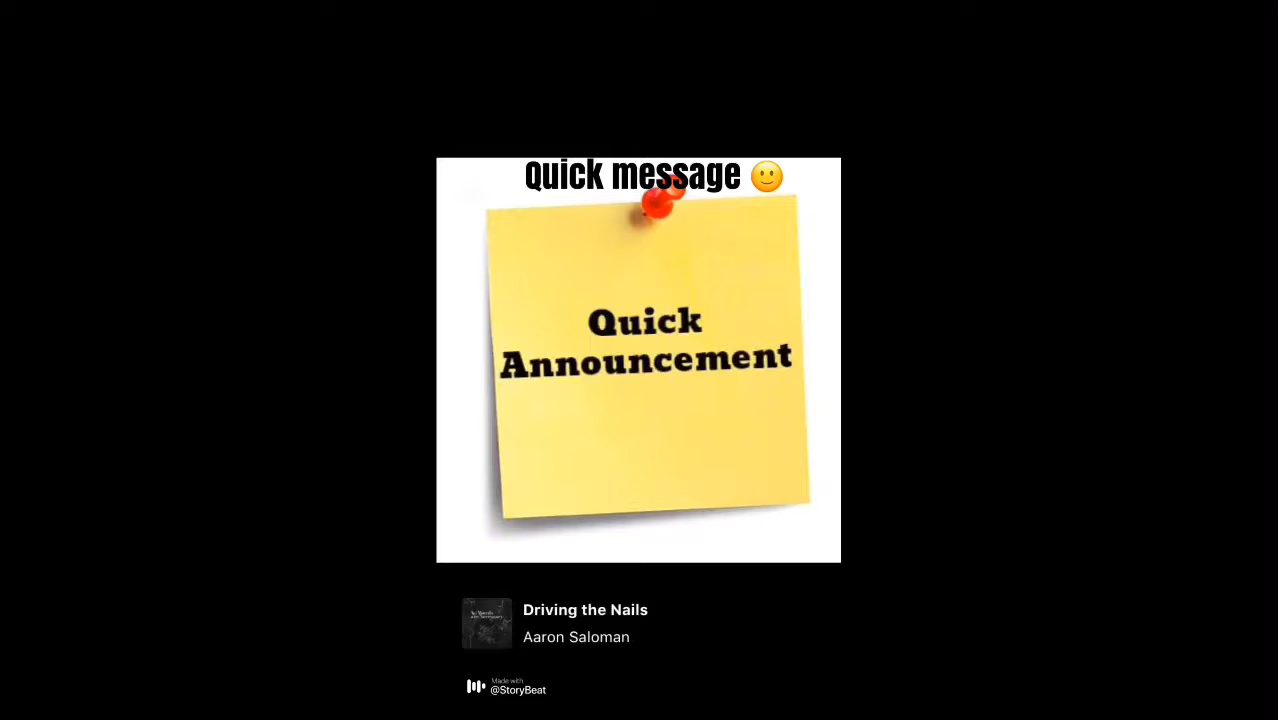 Quick message 🙂
Quick
Announcement
Driving the Nails
Aaron Saloman
Made with
@StoryBeat